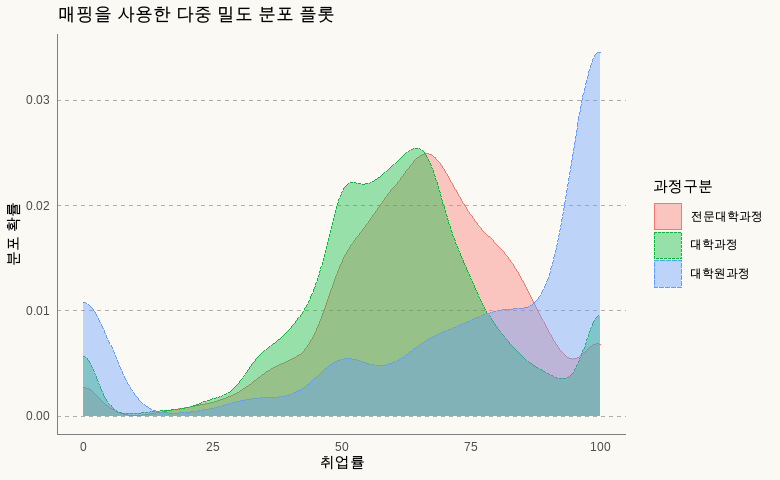 매핑을 사용한 다중 밀도 분포 플롯
분포 확률
0.03
0.02
0.01
0.00
0
25
50
75
100
취업률
과정구분
전문대학과정
대학과정
대학원과정